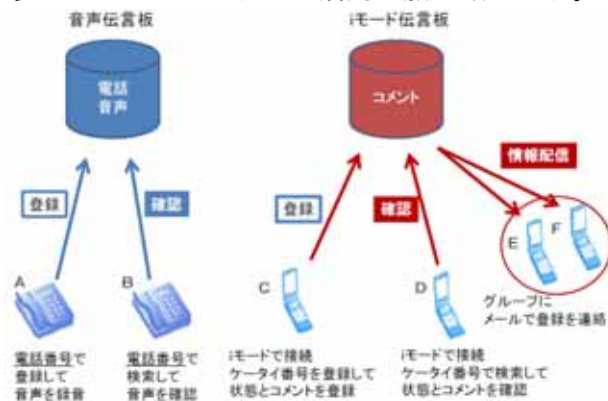 音声伝言板
iモード伝言板
電話
音声
コメント
情報配信
登録
確認
登録
確認
A
B
C
D
E
F
グループに
メールで登録を連絡
電話番号で
登録して
音声を録音
電話番号で
検索して
音声を確認
iモードで接続
ケータイ番号を登録して
状態とコメントを登録
iモードで接続
ケータイ番号で検索して
状態とコメントを確認